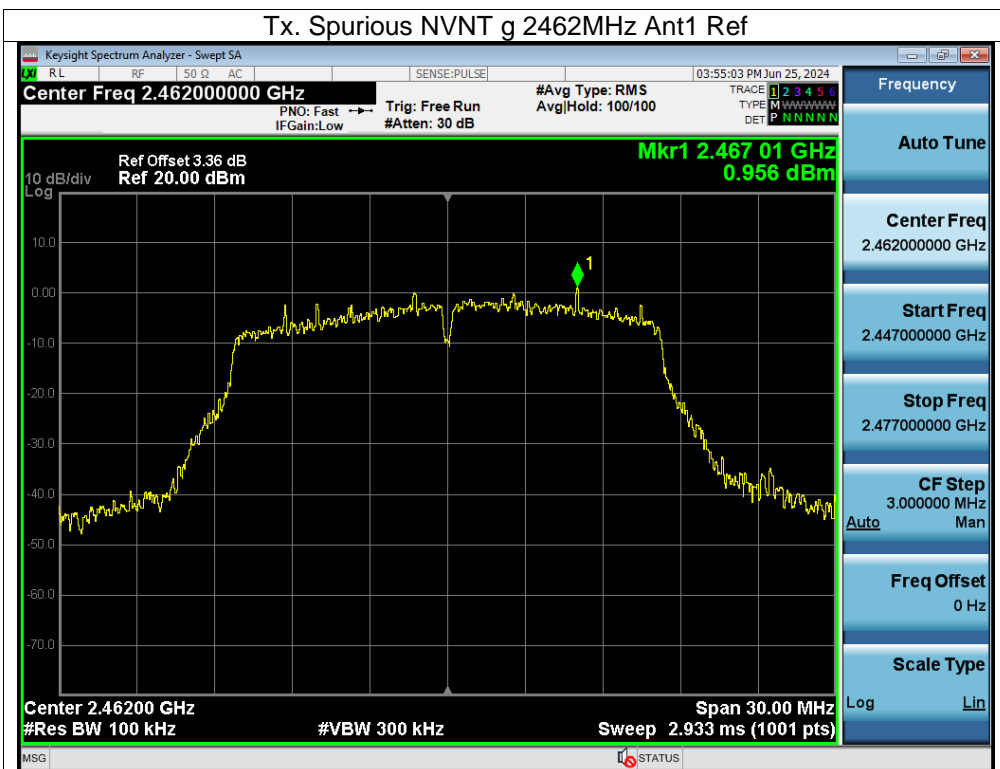 Tx. Spurious NVNT g 2462MHz Ant1 Ref
Keysight Spectrum Analyzer - Swept SA
LXI RL RF 50 Ω AC SENSE:PULSE 03:55:03 PM Jun 25, 2024
Center Freq 2.462000000 GHz
PNO: Fast
IFGain:Low
Trig: Free Run
#Atten: 30 dB
#Avg Type: RMS
Avg|Hold: 100/100
TRACE 1 2 3 4 5 6
TYPE M WWWWW
DET P N N N N N
Mkr1 2.467 01 GHz
0.956 dBm
Ref Offset 3.36 dB
Ref 20.00 dBm
10 dB/div
Log
10.0
0.00
-10.0
-20.0
-30.0
-40.0
-50.0
-60.0
-70.0
1
Center 2.46200 GHz
Span 30.00 MHz
#Res BW 100 kHz
#VBW 300 kHz
Sweep 2.933 ms (1001 pts)
MSG
STATUS
Frequency
Auto Tune
Center Freq
2.462000000 GHz
Start Freq
2.447000000 GHz
Stop Freq
2.477000000 GHz
CF Step
3.000000 MHz
Auto Man
Freq Offset
0 Hz
Scale Type
Log Lin